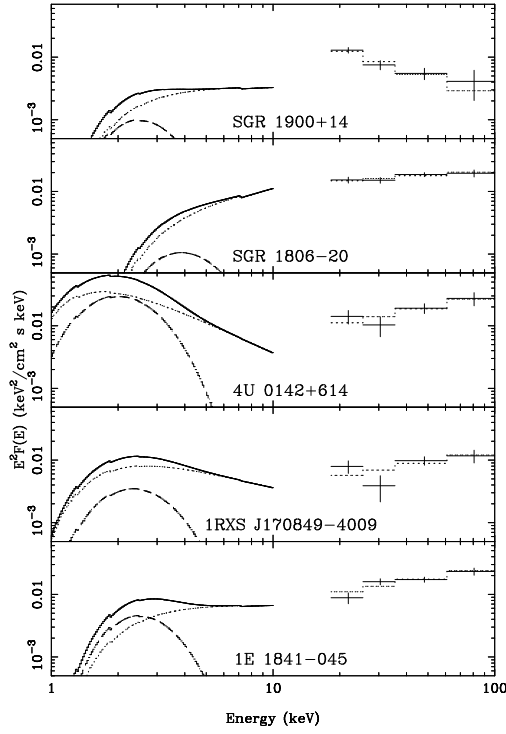 0.01
10⁻³
SGR 1900+14
0.01
10⁻³
SGR 1806−20
0.01
10⁻³
4U 0142+614
0.01
10⁻³
1RXS J170849−4009
0.01
10⁻³
1E 1841−045
E²F(E) (keV²/cm² s keV)
1 10 100
Energy (keV)